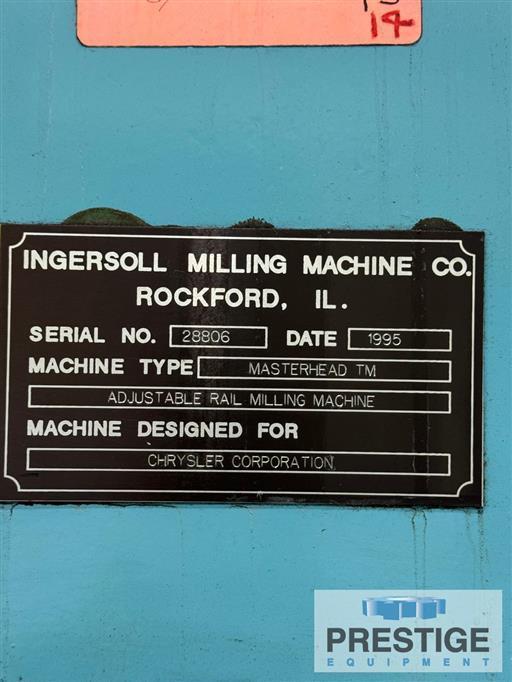 14
INGERSOLL MILLING MACHINE CO.
ROCKFORD, IL.
SERIAL NO. 28806 DATE 1995
MACHINE TYPE MASTERHEAD TM
ADJUSTABLE RAIL MILLING MACHINE
MACHINE DESIGNED FOR
CHRYSLER CORPORATION
PRESTIGE
EQUIPMENT